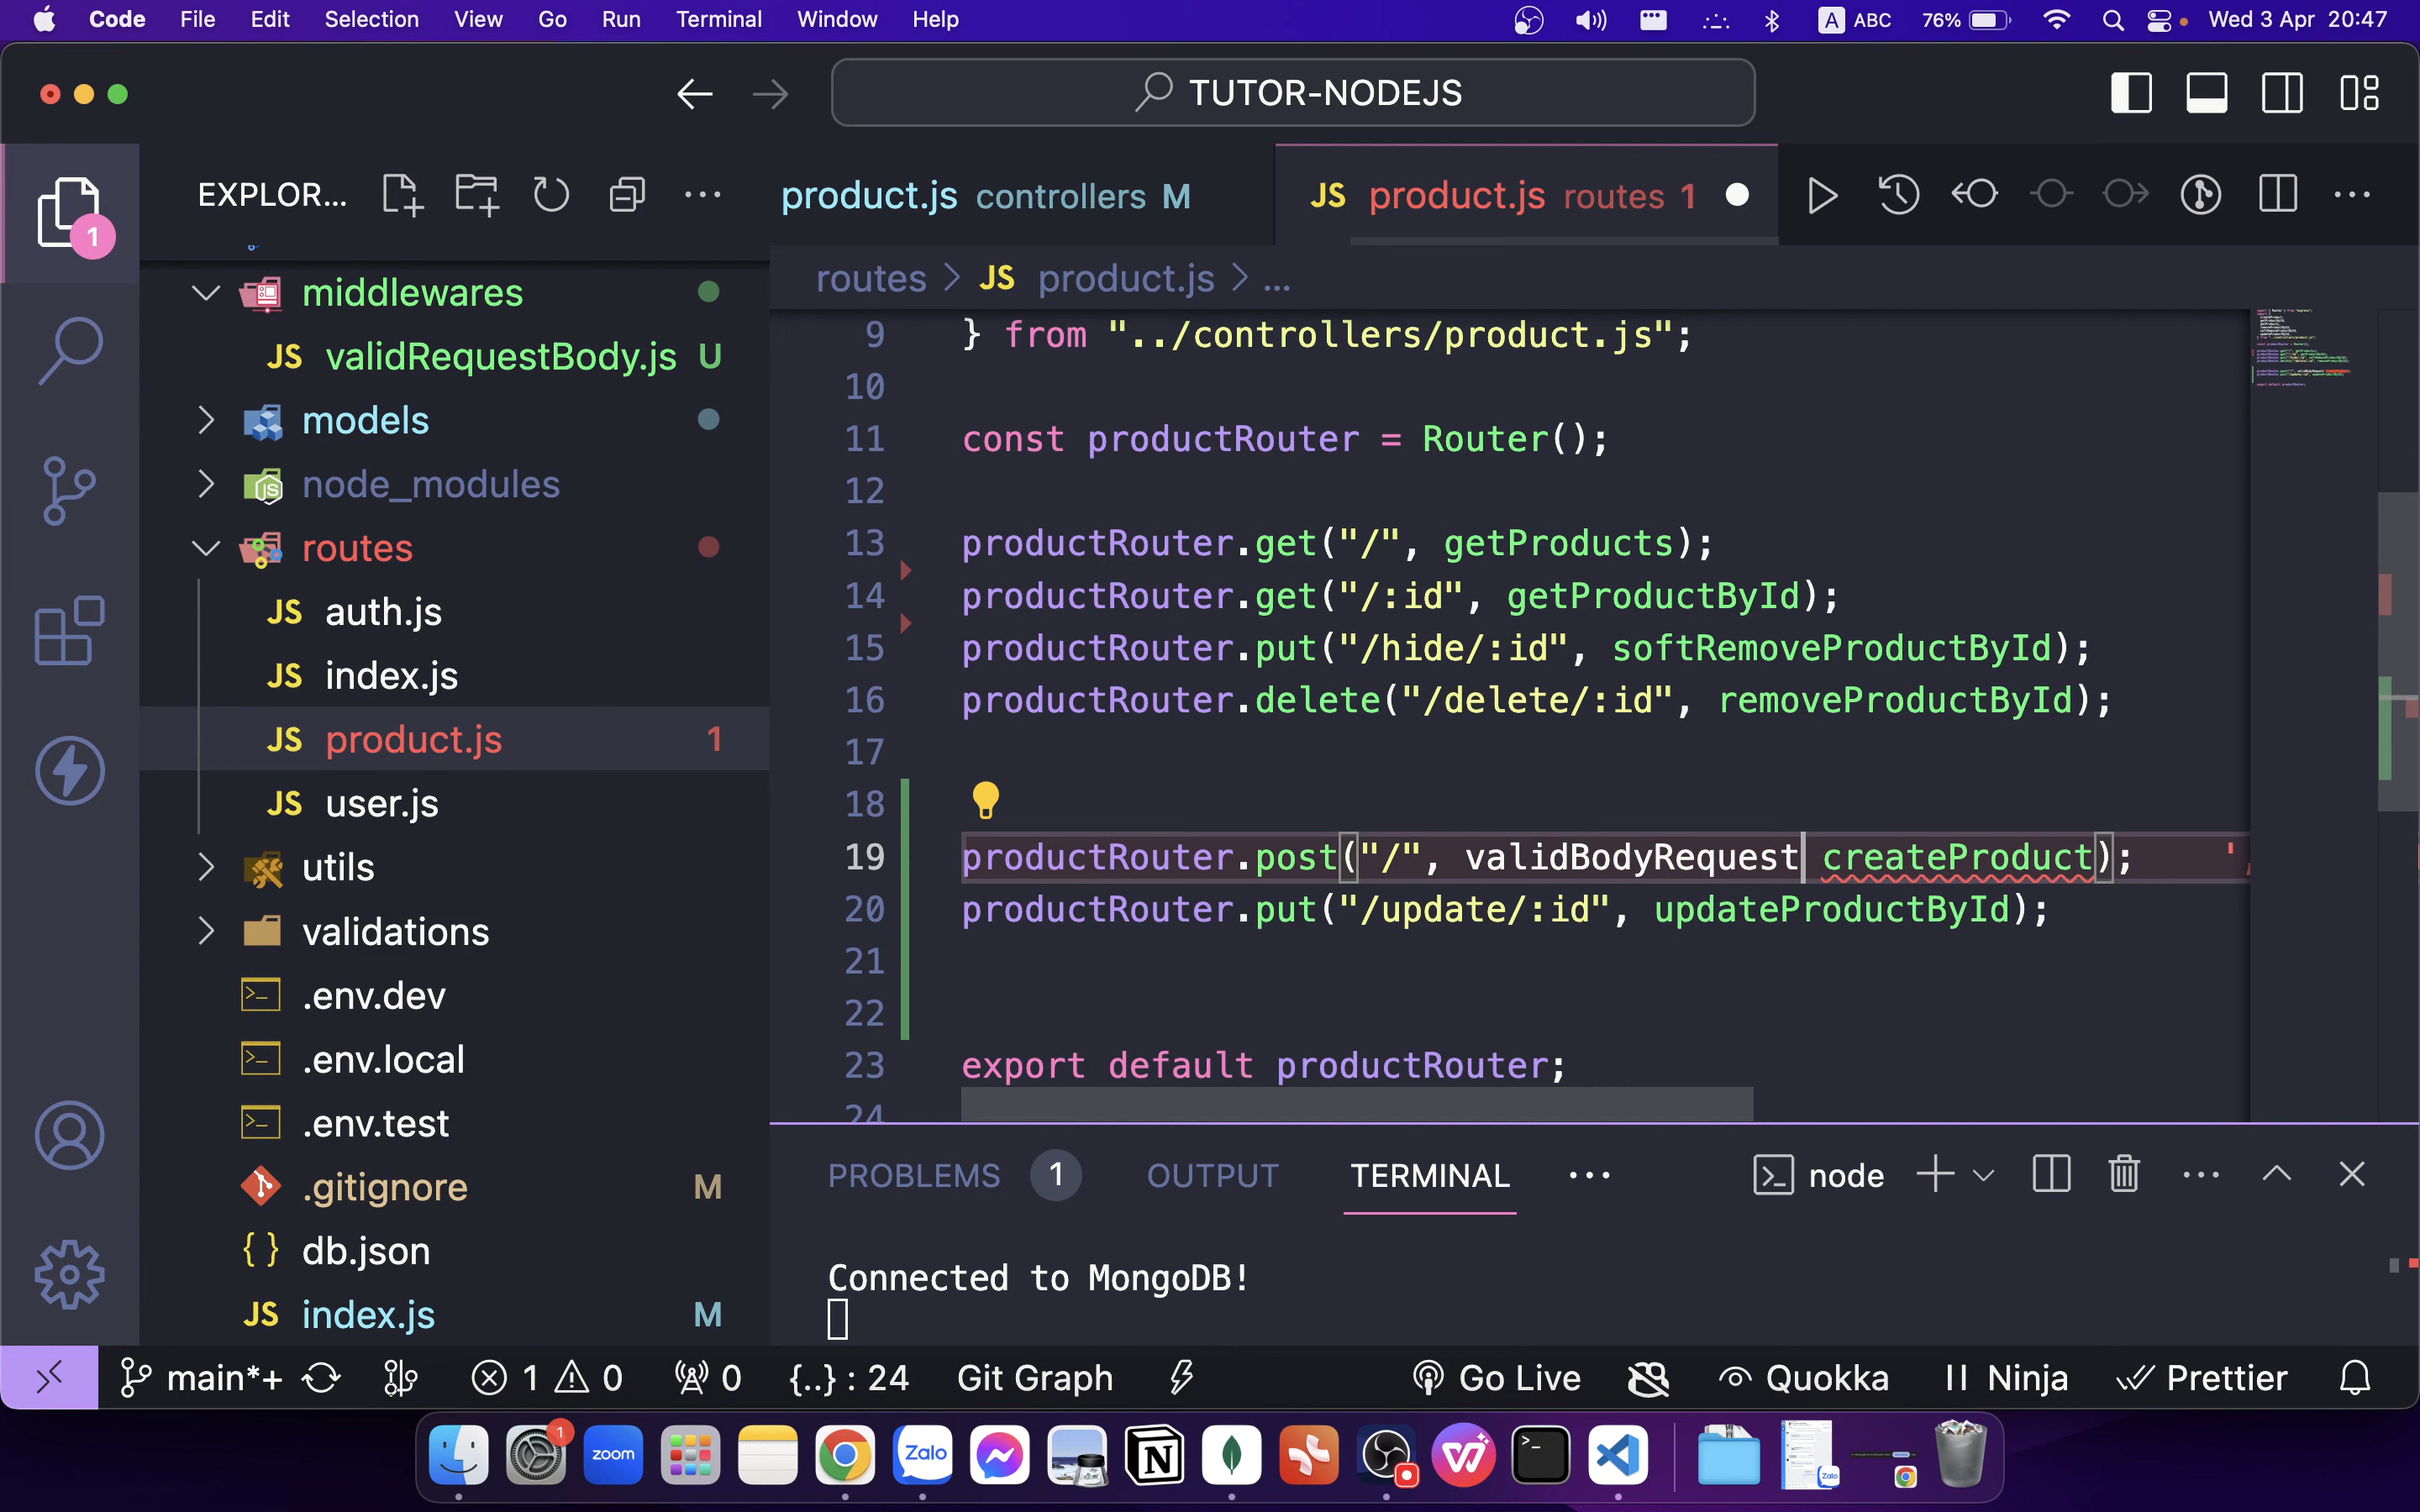 Code File Edit Selection View Go Run Terminal Window Help A ABC 76% Wed 3 Apr 20:47
TUTOR-NODEJS
EXPLOR...
product.js controllers M
JS product.js routes 1
1
routes > JS product.js > ...
middlewares
JS validRequestBody.js U
models
node_modules
routes
JS auth.js
JS index.js
JS product.js 1
JS user.js
utils
validations
.env.dev
.env.local
.env.test
.gitignore M
{ } db.json
JS index.js M
9 } from "../controllers/product.js";
10
11 const productRouter = Router();
12
13 productRouter.get("/", getProducts);
14 productRouter.get("/:id", getProductById);
15 productRouter.put("/hide/:id", softRemoveProductById);
16 productRouter.delete("/delete/:id", removeProductById);
17
18
19 productRouter.post("/", validBodyRequest createProduct); ',
20 productRouter.put("/update/:id", updateProductById);
21
22
23 export default productRouter;
24
PROBLEMS 1 OUTPUT TERMINAL ... node
Connected to MongoDB!
main*+ 1 0 0 {..} : 24 Git Graph Go Live Quokka Ninja Prettier
1
zoom
Zalo
N
W
Zalo